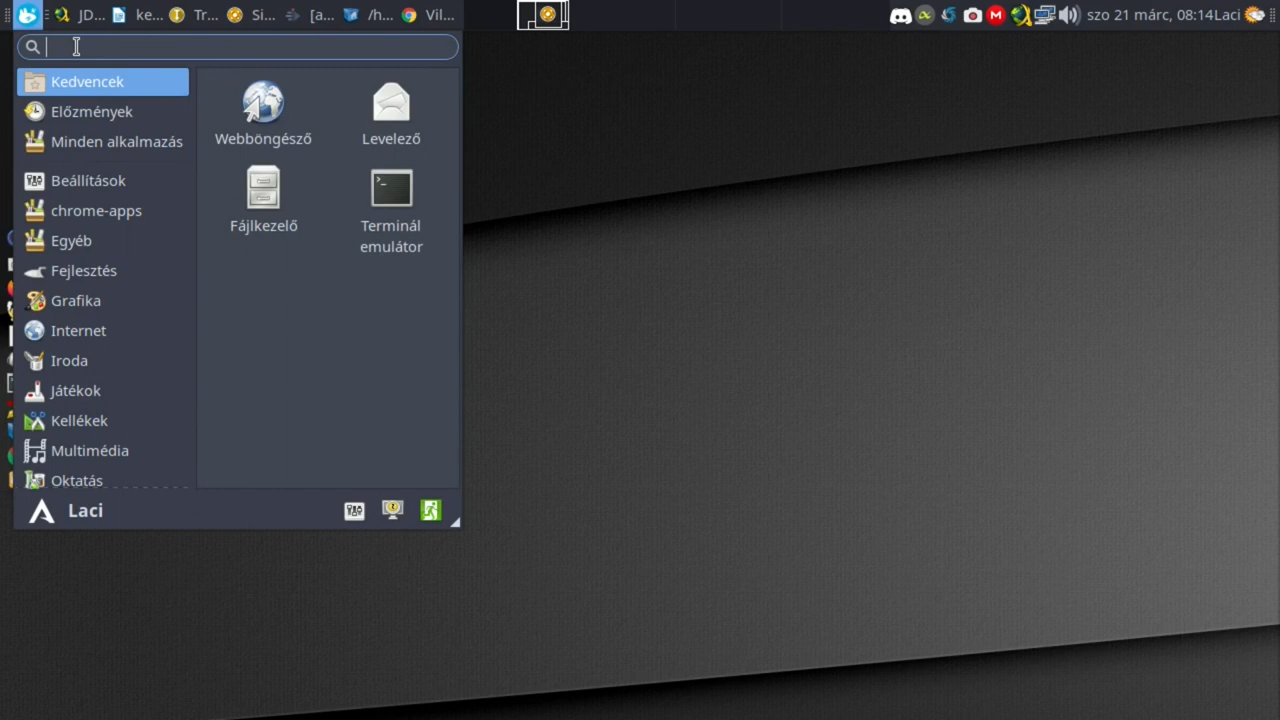 JD...
ke...
Tr...
Si...
[a...
/h...
Vil...
szo 21 márc, 08:14
Laci
Kedvencek
Előzmények
Minden alkalmazás
Beállítások
chrome-apps
Egyéb
Fejlesztés
Grafika
Internet
Iroda
Játékok
Kellékek
Multimédia
Oktatás
Webböngésző
Levelező
Fájlkezelő
Terminál
emulátor
Laci